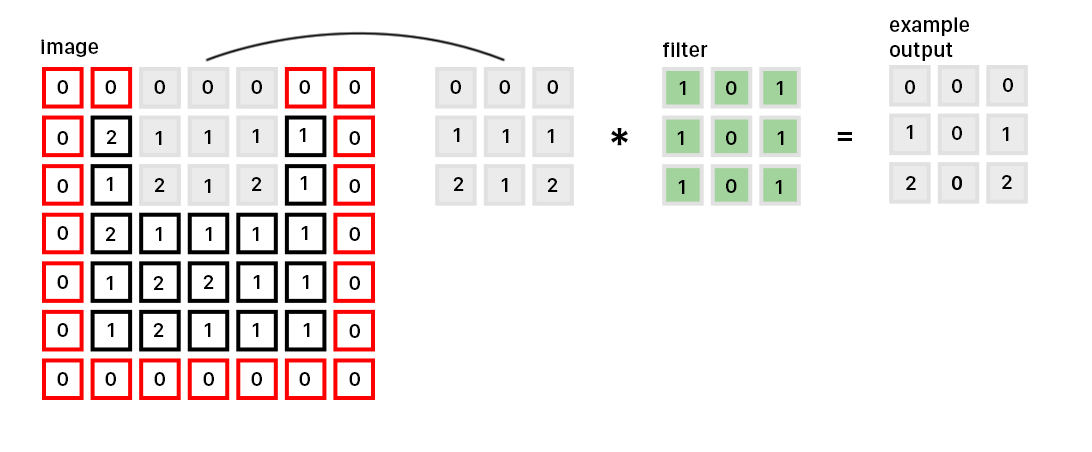 example
image
filter
output
0 0 0 0 0 0 0 0 0 0 1 0 1 0 0 0
0 2 1 1 1 1 0 1 1 1 * 1 0 1 = 1 0 1
0 1 2 1 2 1 0 2 1 2 1 0 1 2 0 2
0 2 1 1 1 1 0
0 1 2 2 1 1 0
0 1 2 1 1 1 0
0 0 0 0 0 0 0